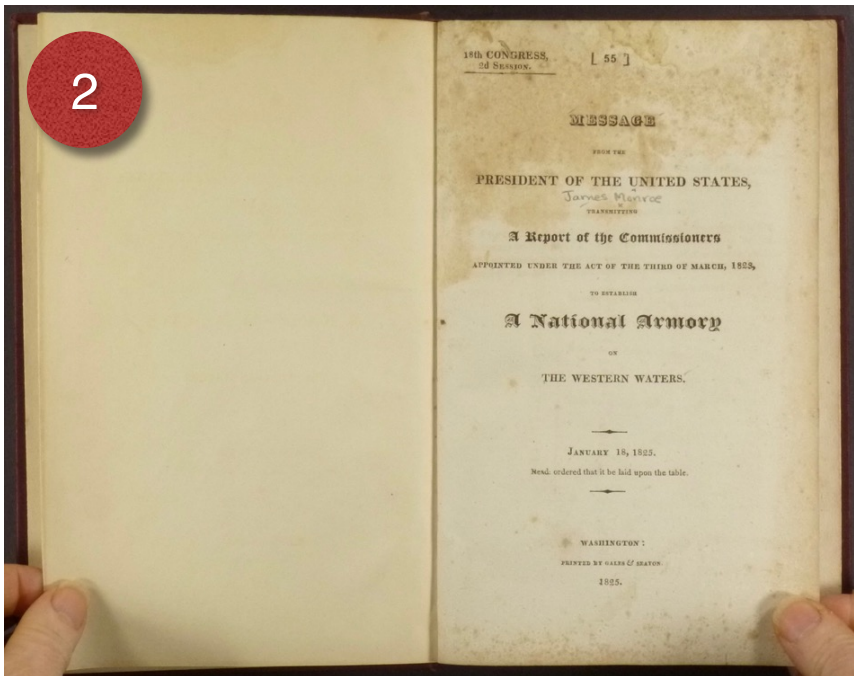 2
18th CONGRESS,
2d SESSION.
[ 55 ]
MESSAGE
FROM THE
PRESIDENT OF THE UNITED STATES,
James Monroe
TRANSMITTING
A Report of the Commissioners
APPOINTED UNDER THE ACT OF THE THIRD OF MARCH, 1823,
TO ESTABLISH
A National Armory
ON
THE WESTERN WATERS.
JANUARY 18, 1825.
Read: ordered that it be laid upon the table.
WASHINGTON:
PRINTED BY GALES & SEATON.
1825.